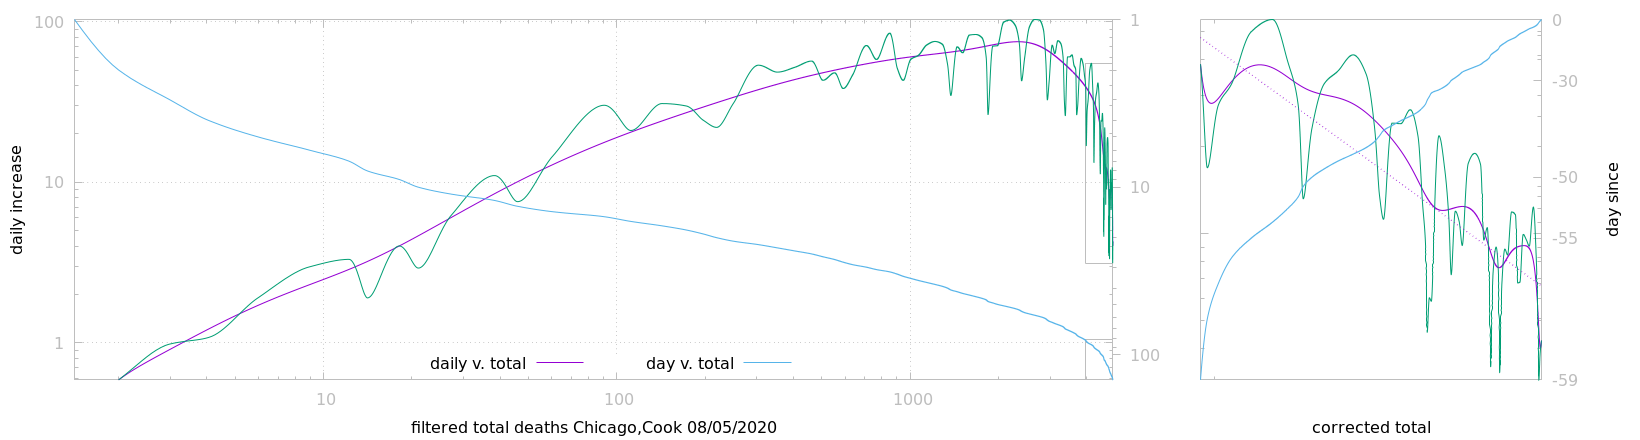 100
10
1
daily increase
10
100
1000
filtered total deaths Chicago,Cook 08/05/2020
daily v. total
day v. total
1
10
100
0
-30
-50
-55
-59
day since
corrected total